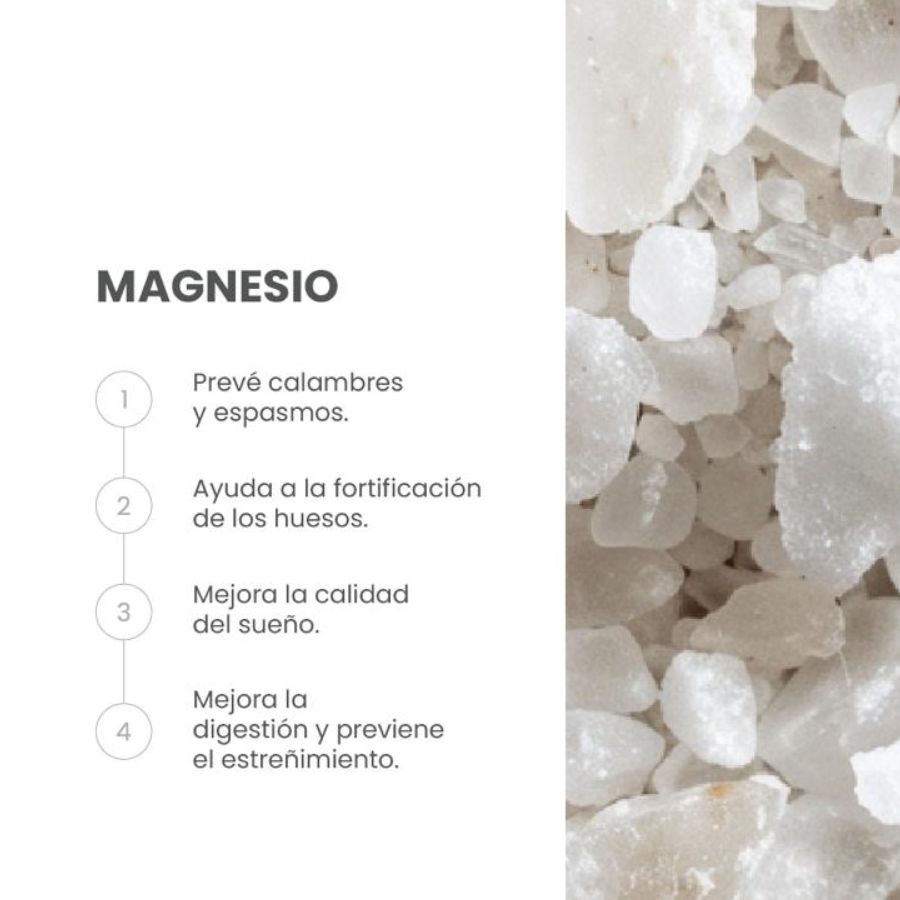 MAGNESIO
1
Prevé calambres
y espasmos.
2
Ayuda a la fortificación
de los huesos.
3
Mejora la calidad
del sueño.
4
Mejora la
digestión y previene
el estreñimiento.